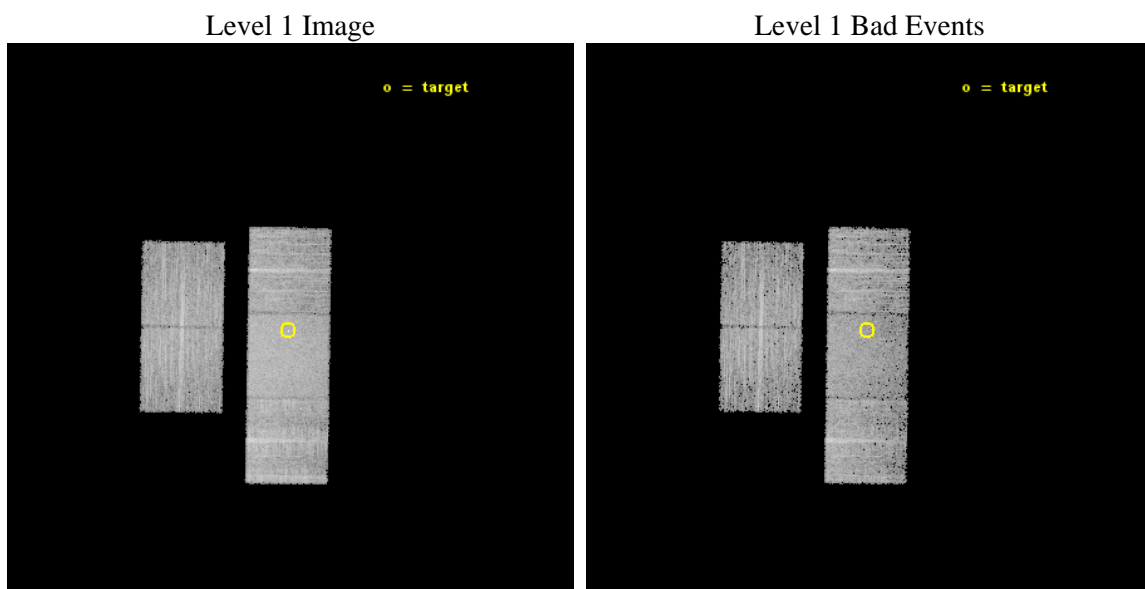 Level 1 Image
Level 1 Bad Events
o = target
o = target